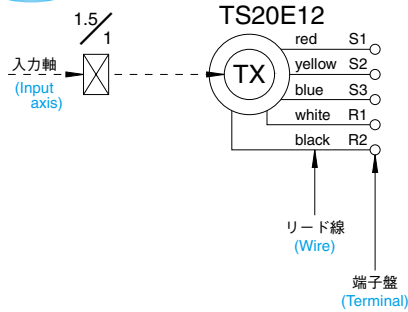 TS20E12
1.5/1
入力軸
(Input
axis)
TX
red S1
yellow S2
blue S3
white R1
black R2
リード線
(Wire)
端子盤
(Terminal)